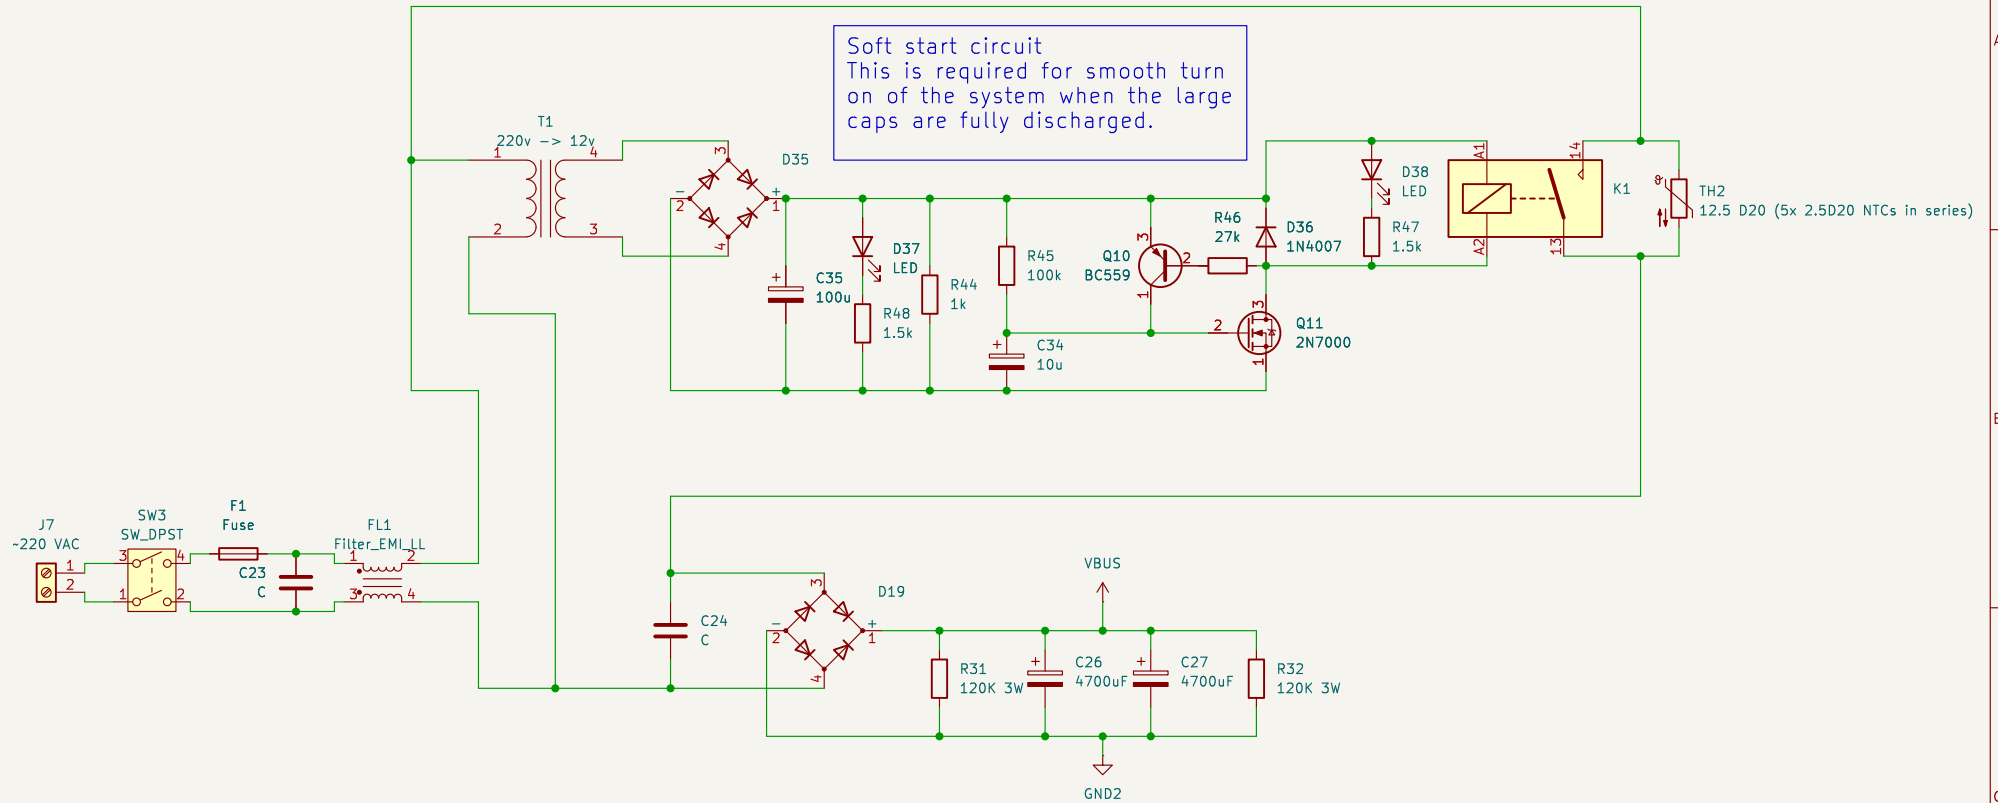 Soft start circuit
This is required for smooth turn
on of the system when the large
caps are fully discharged.
T1
220v -> 12v
1
4
2
3
D35
3
−
2
+
1
4
C35
100u
+
D37
LED
R48
1.5k
R44
1k
R45
100k
C34
10u
+
Q10
BC559
3
2
1
R46
27k
D36
1N4007
Q11
2N7000
3
2
1
D38
LED
R47
1.5k
A1
A2
14
13
K1
TH2
12.5 D20 (5x 2.5D20 NTCs in series)
θ
J7
~220 VAC
1
2
SW3
SW_DPST
3
4
1
2
F1
Fuse
C23
C
FL1
Filter_EMI_LL
1
2
3
4
C24
C
D19
3
−
2
+
1
4
VBUS
R31
120K 3W
C26
4700uF
+
C27
4700uF
+
R32
120K 3W
GND2